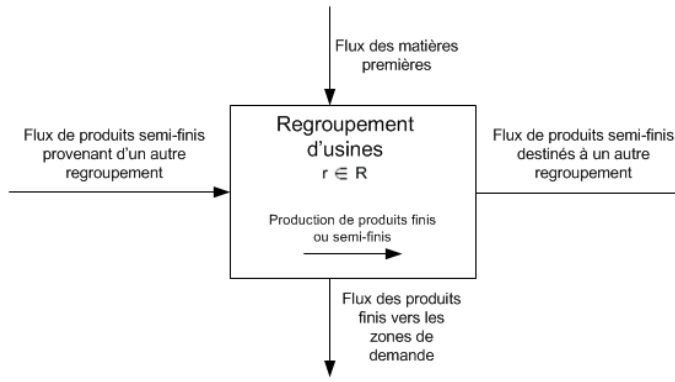 Flux des matières
premières
Flux de produits semi-finis
provenant d'un autre
regroupement
Regroupement
d'usines
r ∈ R
Production de produits finis
ou semi-finis
Flux de produits semi-finis
destinés à un autre
regroupement
Flux des produits
finis vers les
zones de
demande